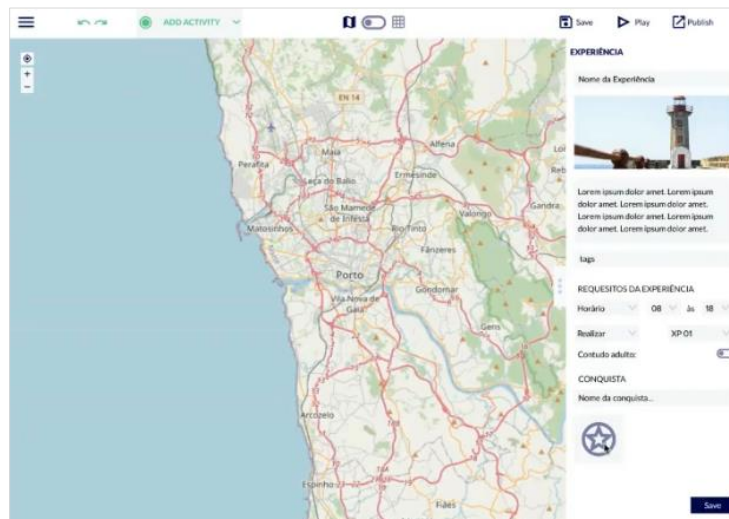 ADD ACTIVITY
Save
Play
Publish
EXPERIÊNCIA
Nome da Experiência
Lorem ipsum dolor amet. Lorem ipsum
dolor amet. Lorem ipsum dolor amet.
Lorem ipsum dolor amet. Lorem ipsum
dolor amet. Lorem ipsum dolor amet.
tags
REQUESITOS DA EXPERIÊNCIA
Horário 08 às 18
Realizar XP 01
Contudo adulto:
CONQUISTA
Nome da conquista...
Save
EN 14
Alfena
Maia
Perafita
Ermesinde
Leça do Balio
São Mamede
de Infesta
Valongo
Gandra
Matosinhos
Rio Tinto
Fânzeres
Porto
Gondomar
Vila Nova de
Gaia
Arcozelo
Espinho
Fiães